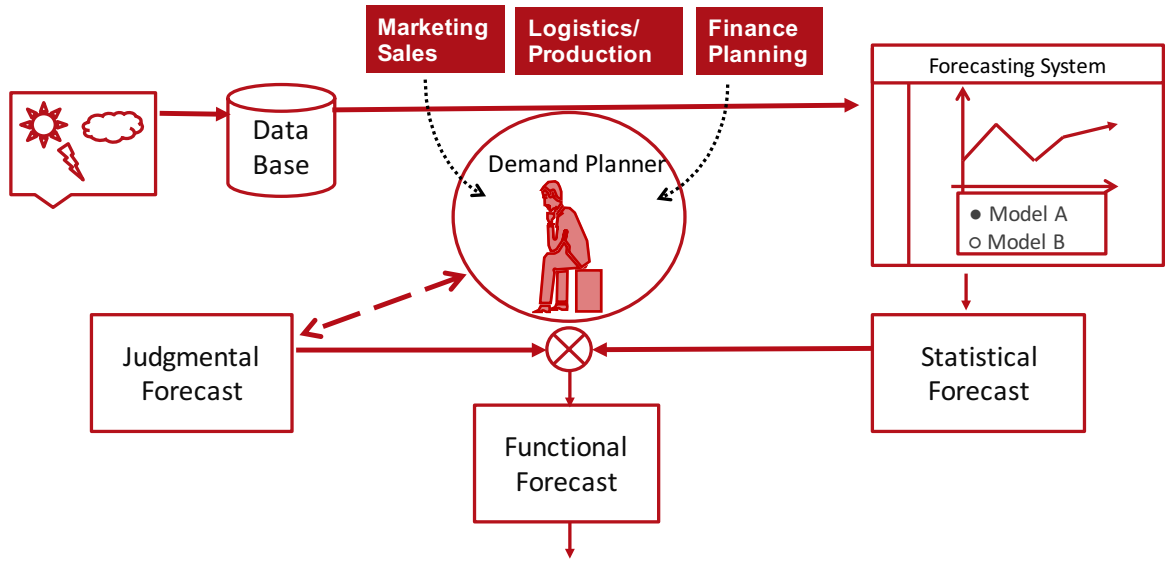 Marketing
Sales
Logistics/
Production
Finance
Planning
Forecasting System
Data
Base
Demand Planner
● Model A
○ Model B
Judgmental
Forecast
Statistical
Forecast
Functional
Forecast